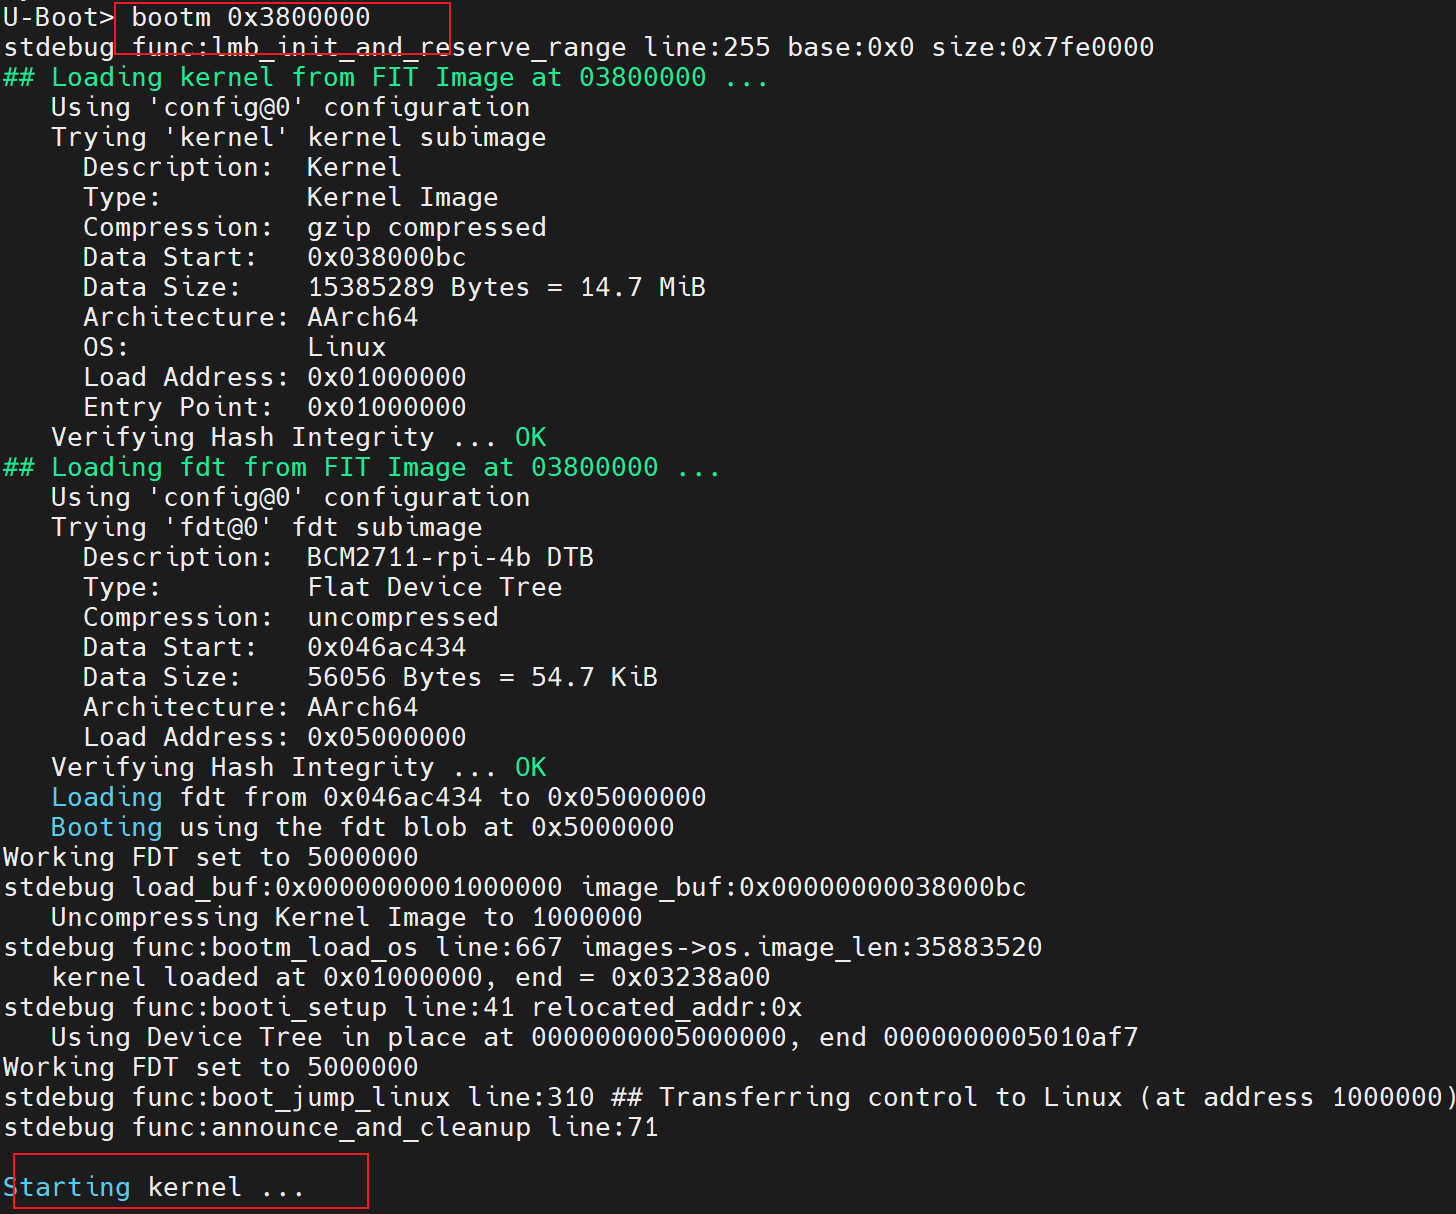 U-Boot> bootm 0x3800000
stdebug func:lmb_init_and_reserve_range line:255 base:0x0 size:0x7fe0000
## Loading kernel from FIT Image at 03800000 ...
   Using 'config@0' configuration
   Trying 'kernel' kernel subimage
     Description:  Kernel
     Type:         Kernel Image
     Compression:  gzip compressed
     Data Start:   0x038000bc
     Data Size:    15385289 Bytes = 14.7 MiB
     Architecture: AArch64
     OS:           Linux
     Load Address: 0x01000000
     Entry Point:  0x01000000
   Verifying Hash Integrity ... OK
## Loading fdt from FIT Image at 03800000 ...
   Using 'config@0' configuration
   Trying 'fdt@0' fdt subimage
     Description:  BCM2711-rpi-4b DTB
     Type:         Flat Device Tree
     Compression:  uncompressed
     Data Start:   0x046ac434
     Data Size:    56056 Bytes = 54.7 KiB
     Architecture: AArch64
     Load Address: 0x05000000
   Verifying Hash Integrity ... OK
   Loading fdt from 0x046ac434 to 0x05000000
   Booting using the fdt blob at 0x5000000
Working FDT set to 5000000
stdebug load_buf:0x0000000001000000 image_buf:0x00000000038000bc
   Uncompressing Kernel Image to 1000000
stdebug func:bootm_load_os line:667 images->os.image_len:35883520
   kernel loaded at 0x01000000, end = 0x03238a00
stdebug func:booti_setup line:41 relocated_addr:0x
   Using Device Tree in place at 0000000005000000, end 0000000005010af7
Working FDT set to 5000000
stdebug func:boot_jump_linux line:310 ## Transferring control to Linux (at address 1000000)
stdebug func:announce_and_cleanup line:71
Starting kernel ...